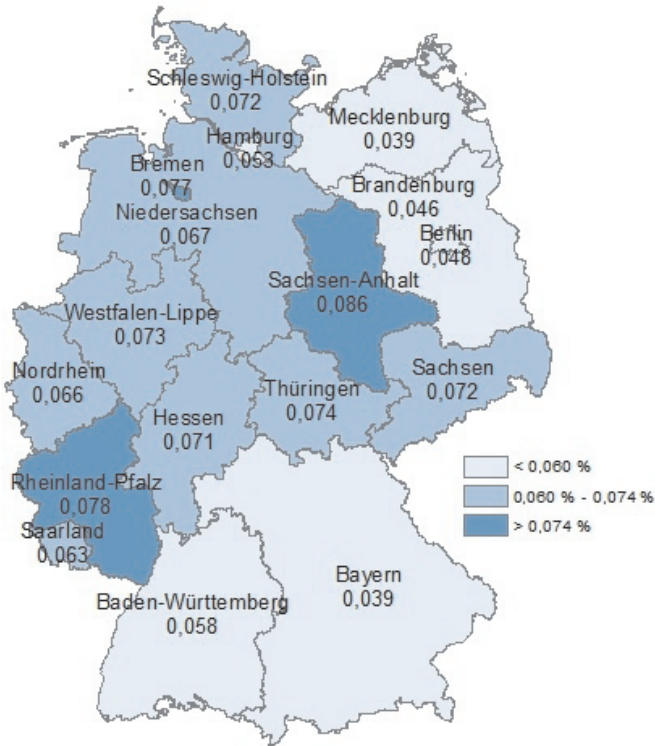 Schleswig-Holstein
0,072
Mecklenburg
0,039
Hamburg
0,053
Bremen
0,077
Brandenburg
0,046
Niedersachsen
0,067
Berlin
0,048
Sachsen-Anhalt
0,086
Westfalen-Lippe
0,073
Nordrhein
0,066
Sachsen
0,072
Thüringen
0,074
Hessen
0,071
Rheinland-Pfalz
0,078
Saarland
0,063
< 0,060 %
0,060 % - 0,074 %
> 0,074 %
Bayern
0,039
Baden-Württemberg
0,058